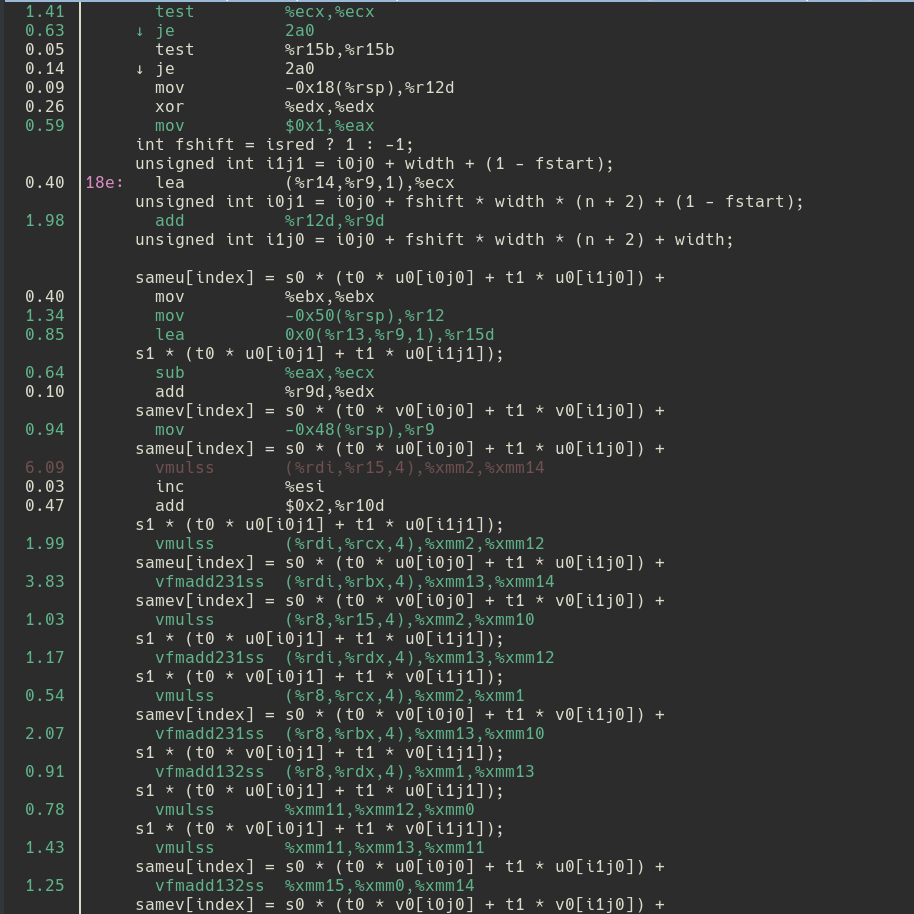 1.41 test %ecx,%ecx
0.63 ↓ je 2a0
0.05 test %r15b,%r15b
0.14 ↓ je 2a0
0.09 mov -0x18(%rsp),%r12d
0.26 xor %edx,%edx
0.59 mov $0x1,%eax
int fshift = isred ? 1 : -1;
unsigned int i1j1 = i0j0 + width + (1 - fstart);
0.40 18e: lea (%r14,%r9,1),%ecx
unsigned int i0j1 = i0j0 + fshift * width * (n + 2) + (1 - fstart);
1.98 add %r12d,%r9d
unsigned int i1j0 = i0j0 + fshift * width * (n + 2) + width;
sameu[index] = s0 * (t0 * u0[i0j0] + t1 * u0[i1j0]) +
0.40 mov %ebx,%ebx
1.34 mov -0x50(%rsp),%r12
0.85 lea 0x0(%r13,%r9,1),%r15d
s1 * (t0 * u0[i0j1] + t1 * u0[i1j1]);
0.64 sub %eax,%ecx
0.10 add %r9d,%edx
samev[index] = s0 * (t0 * v0[i0j0] + t1 * v0[i1j0]) +
0.94 mov -0x48(%rsp),%r9
sameu[index] = s0 * (t0 * u0[i0j0] + t1 * u0[i1j0]) +
6.09 vmulss (%rdi,%r15,4),%xmm2,%xmm14
0.03 inc %esi
0.47 add $0x2,%r10d
s1 * (t0 * u0[i0j1] + t1 * u0[i1j1]);
1.99 vmulss (%rdi,%rcx,4),%xmm2,%xmm12
sameu[index] = s0 * (t0 * u0[i0j0] + t1 * u0[i1j0]) +
3.83 vfmadd231ss (%rdi,%rbx,4),%xmm13,%xmm14
samev[index] = s0 * (t0 * v0[i0j0] + t1 * v0[i1j0]) +
1.03 vmulss (%r8,%r15,4),%xmm2,%xmm10
s1 * (t0 * u0[i0j1] + t1 * u0[i1j1]);
1.17 vfmadd231ss (%rdi,%rdx,4),%xmm13,%xmm12
s1 * (t0 * v0[i0j1] + t1 * v0[i1j1]);
0.54 vmulss (%r8,%rcx,4),%xmm2,%xmm1
samev[index] = s0 * (t0 * v0[i0j0] + t1 * v0[i1j0]) +
2.07 vfmadd231ss (%r8,%rbx,4),%xmm13,%xmm10
s1 * (t0 * v0[i0j1] + t1 * v0[i1j1]);
0.91 vfmadd132ss (%r8,%rdx,4),%xmm1,%xmm13
s1 * (t0 * u0[i0j1] + t1 * u0[i1j1]);
0.78 vmulss %xmm11,%xmm12,%xmm0
s1 * (t0 * v0[i0j1] + t1 * v0[i1j1]);
1.43 vmulss %xmm11,%xmm13,%xmm11
sameu[index] = s0 * (t0 * u0[i0j0] + t1 * u0[i1j0]) +
1.25 vfmadd132ss %xmm15,%xmm0,%xmm14
samev[index] = s0 * (t0 * v0[i0j0] + t1 * v0[i1j0]) +